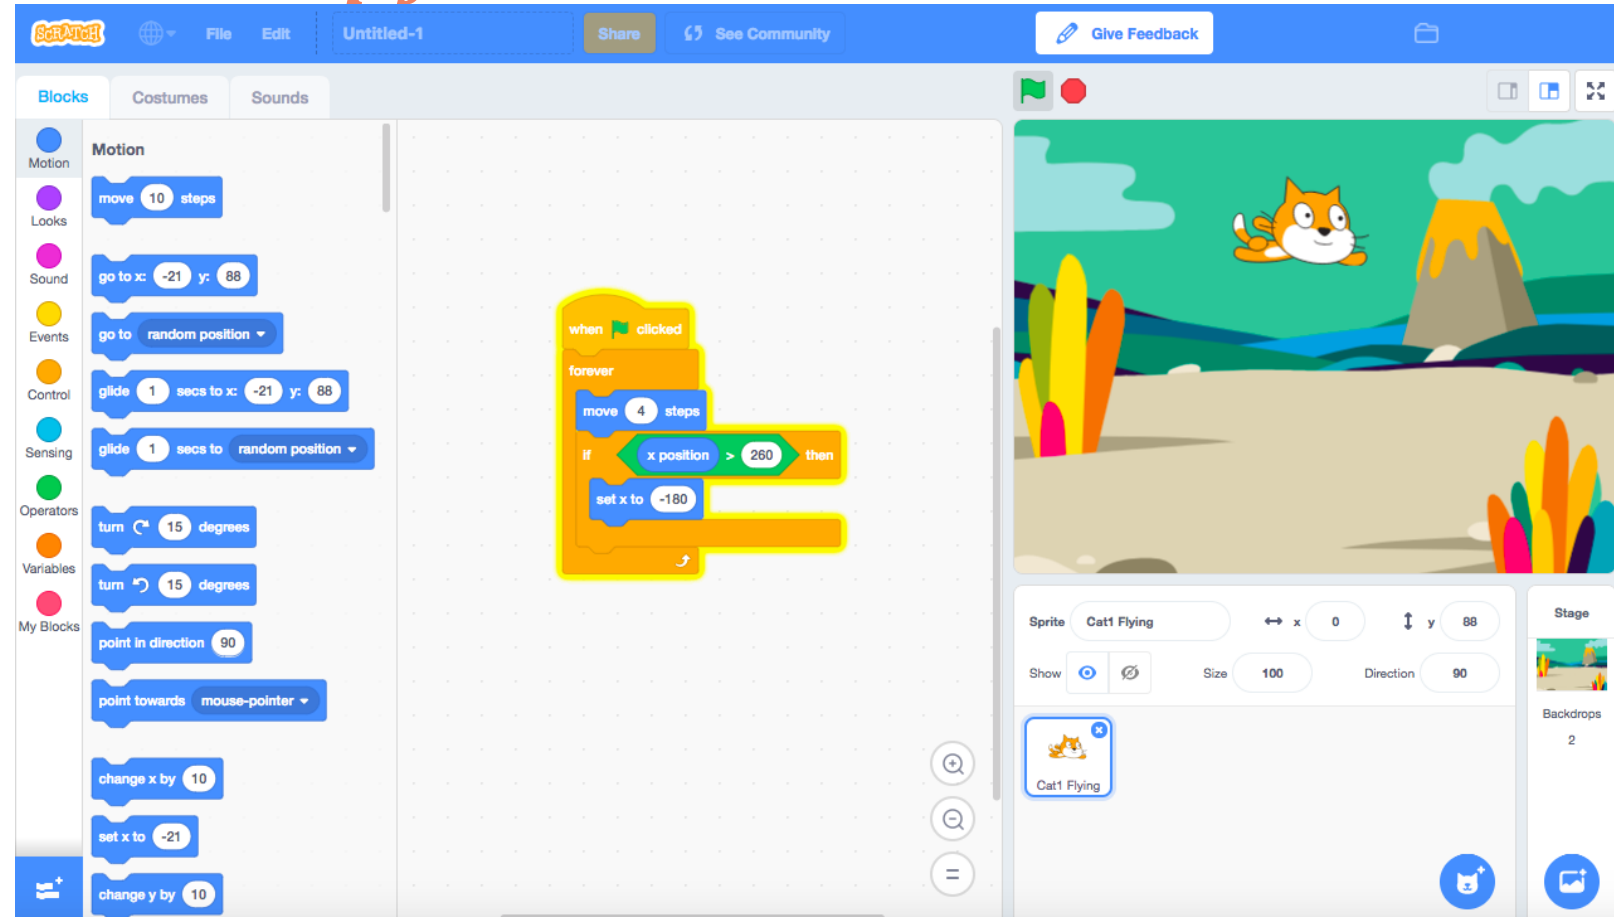 SCRATCH File Edit Untitled-1 Share See Community Give Feedback
Blocks Costumes Sounds
Motion
Looks
Sound
Events
Control
Sensing
Operators
Variables
My Blocks
Motion
move 10 steps
go to x: -21 y: 88
go to random position
glide 1 secs to x: -21 y: 88
glide 1 secs to random position
turn 15 degrees
turn 15 degrees
point in direction 90
point towards mouse-pointer
change x by 10
set x to -21
change y by 10
when clicked
forever
move 4 steps
if x position > 260 then
set x to -180
Sprite Cat1 Flying x 0 y 88
Show Size 100 Direction 90
Cat1 Flying
Stage
Backdrops
2